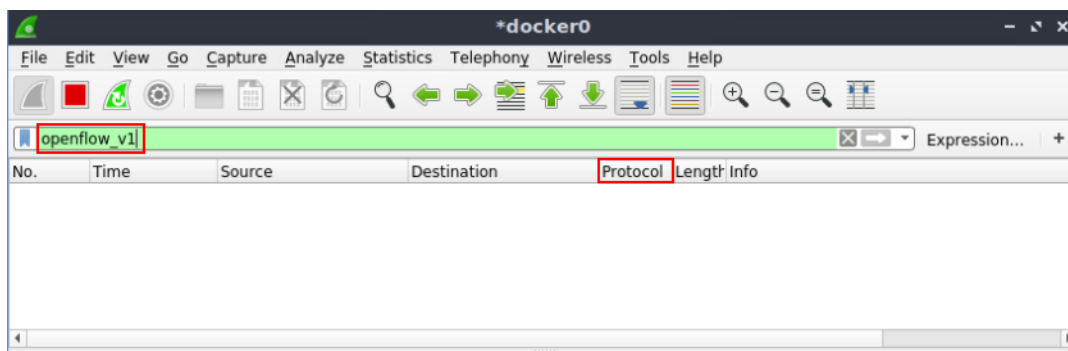 *docker0
File Edit View Go Capture Analyze Statistics Telephony Wireless Tools Help
openflow_v1 Expression... +
No. Time Source Destination Protocol Length Info